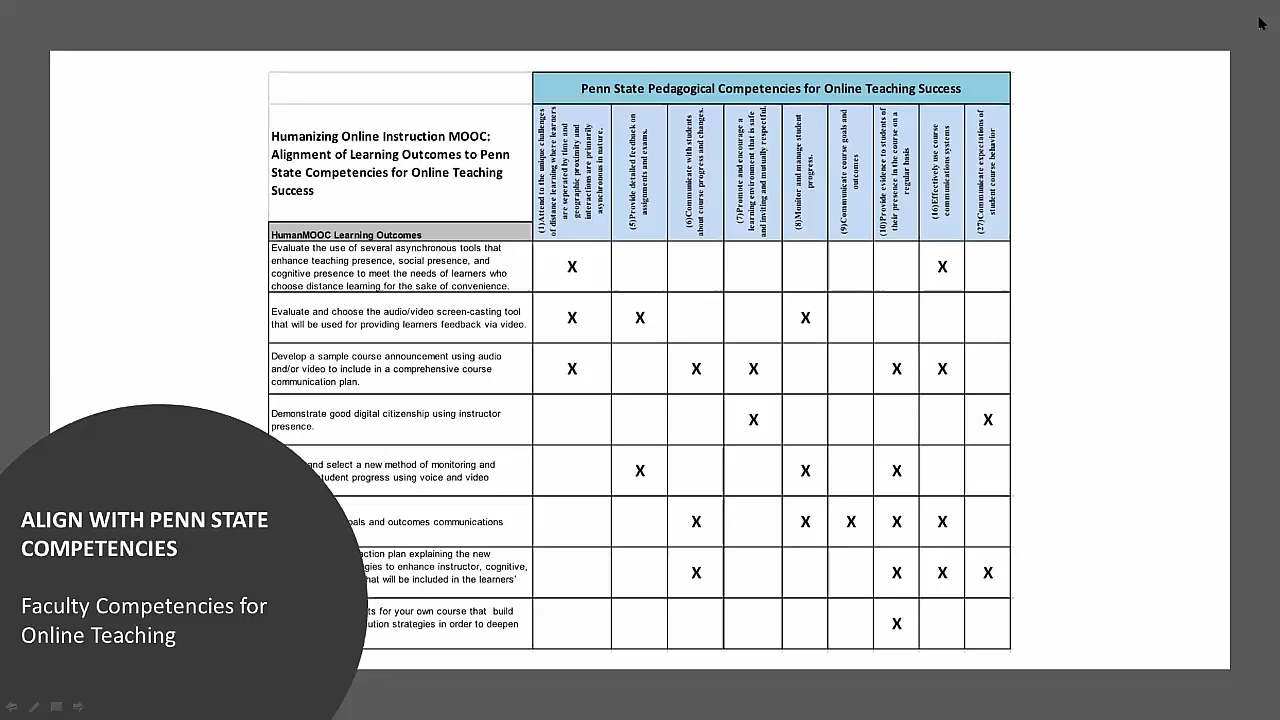 Penn State Pedagogical Competencies for Online Teaching Success
Humanizing Online Instruction MOOC:
Alignment of Learning Outcomes to Penn
State Competencies for Online Teaching
Success
(1)Attend to the unique challenges
of distance learning where learners
are seperated by time and
geographic proximity and
interactions are primarily
asynchronous in nature.
(5)Provide detailed feedback on
assignments and exams.
(6)Communicate with students
about course progress and changes.
(7)Promote and encourage a
learning environment that is safe
and inviting and mutually respectful.
(8)Monitor and manage student
progress.
(9)Communicate course goals and
outcomes
(10)Provide evidence to students of
their presence in the course on a
regular basis
(16)Effectively use course
communications systems
(27)Communicate expectations of
student course behavior
HumanMOOC Learning Outcomes
Evaluate the use of several asynchronous tools that
enhance teaching presence, social presence, and
cognitive presence to meet the needs of learners who
choose distance learning for the sake of convenience.
X X
Evaluate and choose the audio/video screen-casting tool
that will be used for providing learners feedback via video.
X X X
Develop a sample course announcement using audio
and/or video to include in a comprehensive course
communication plan.
X X X X X
Demonstrate good digital citizenship using instructor
presence.
X X
and select a new method of monitoring and
student progress using voice and video
X X X
goals and outcomes communications
X X X X X
action plan explaining the new
to enhance instructor, cognitive,
that will be included in the learners'
X X X X
for your own course that build
strategies in order to deepen
X
ALIGN WITH PENN STATE
COMPETENCIES
Faculty Competencies for
Online Teaching